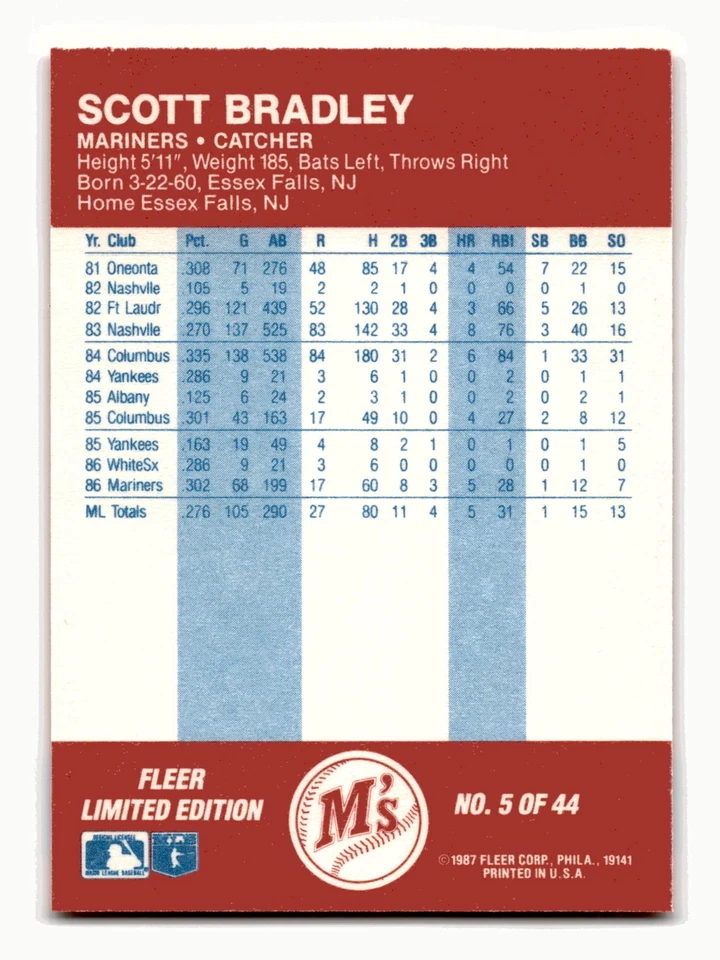 SCOTT BRADLEY
MARINERS • CATCHER
Height 5'11", Weight 185, Bats Left, Throws Right
Born 3-22-60, Essex Falls, NJ
Home Essex Falls, NJ
Yr. Club Pct. G AB R H 2B 3B HR RBI SB BB SO
81 Oneonta .308 71 276 48 85 17 4 4 54 7 22 15
82 Nashvlle .105 5 19 2 2 1 0 0 0 0 1 0
82 Ft Laudr .296 121 439 52 130 28 4 3 66 5 26 13
83 Nashvlle .270 137 525 83 142 33 4 8 76 3 40 16
84 Columbus .335 138 538 84 180 31 2 6 84 1 33 31
84 Yankees .286 9 21 3 6 1 0 0 2 0 1 1
85 Albany .125 6 24 2 3 1 0 0 2 0 2 1
85 Columbus .301 43 163 17 49 10 0 4 27 2 8 12
85 Yankees .163 19 49 4 8 2 1 0 1 0 1 5
86 WhiteSx .286 9 21 3 6 0 0 0 0 0 1 0
86 Mariners .302 68 199 17 60 8 3 5 28 1 12 7
ML Totals .276 105 290 27 80 11 4 5 31 1 15 13
FLEER
LIMITED EDITION
M's
NO. 5 OF 44
OFFICIAL LICENSEE
MAJOR LEAGUE BASEBALL
©1987 FLEER CORP., PHILA., 19141
PRINTED IN U.S.A.